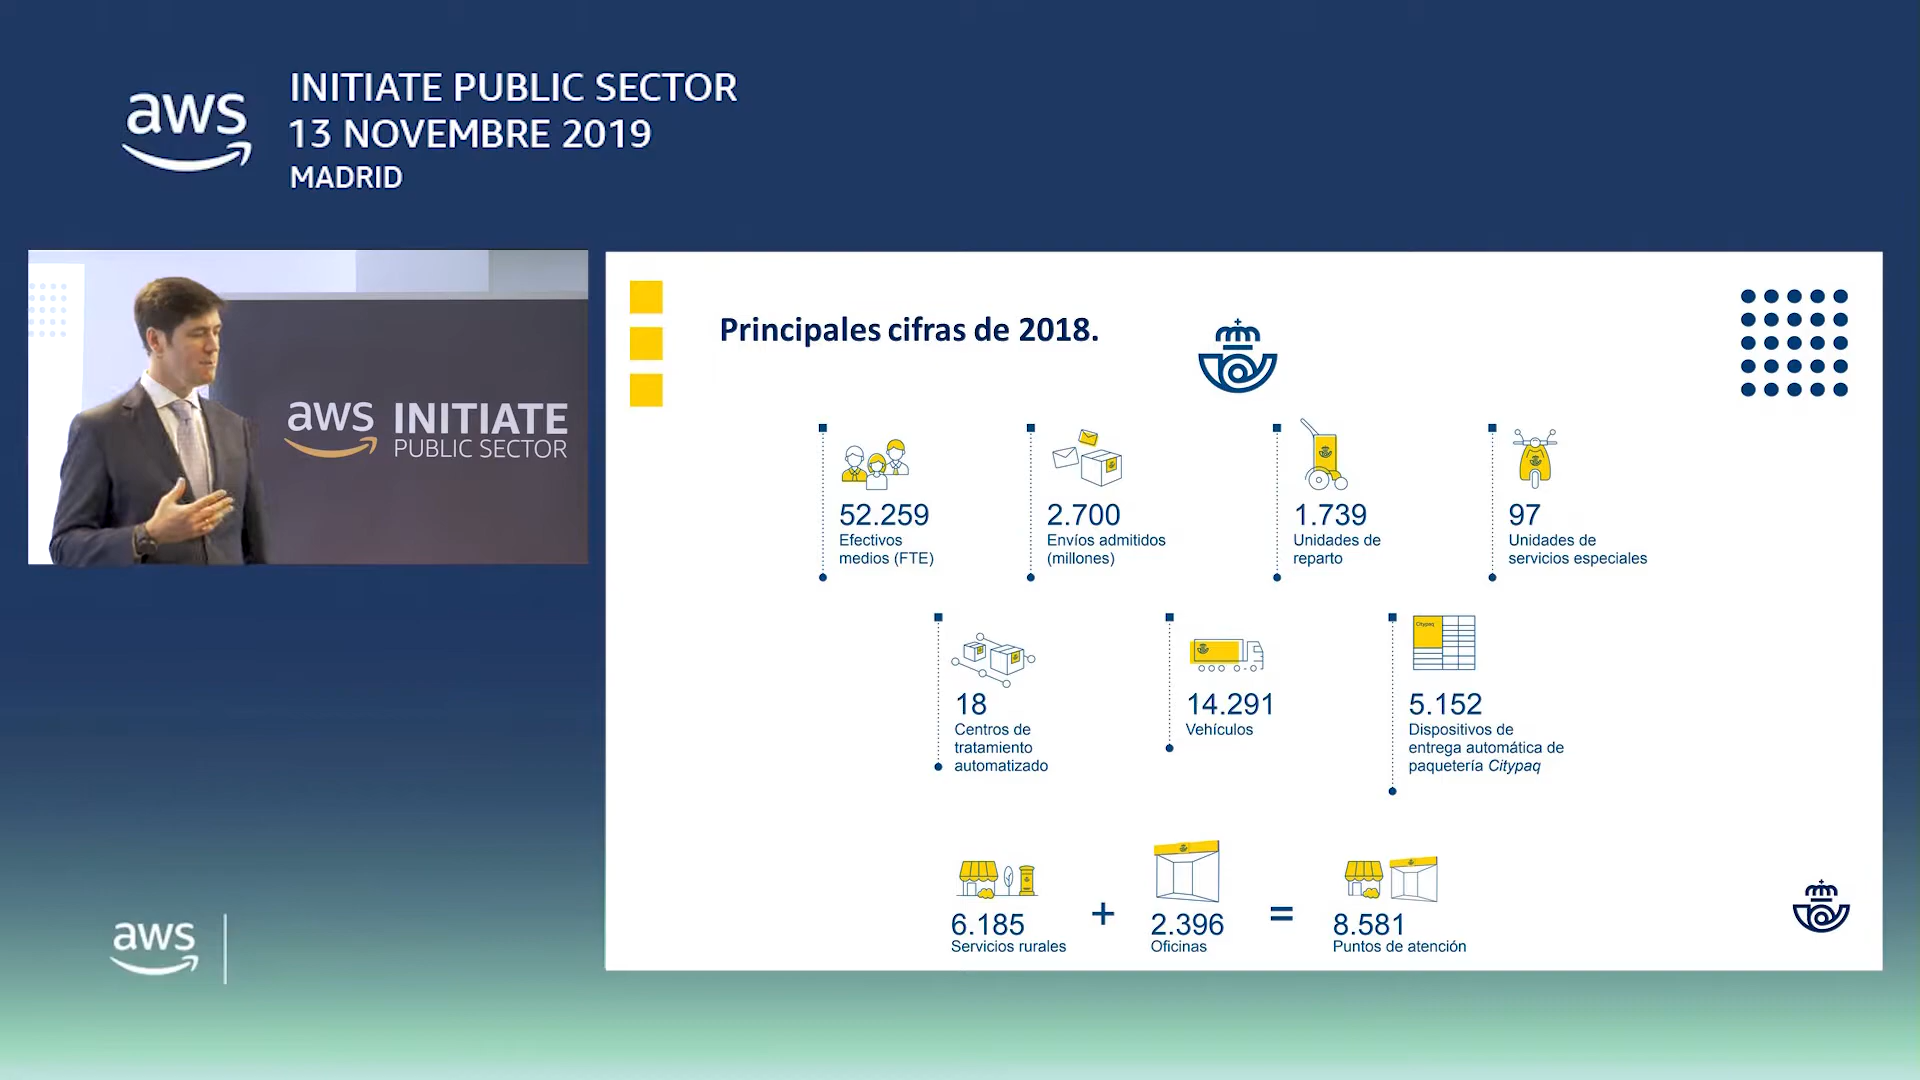 aws
INITIATE PUBLIC SECTOR
13 NOVEMBRE 2019
MADRID
aws INITIATE
PUBLIC SECTOR
Principales cifras de 2018.
52.259
Efectivos
medios (FTE)
2.700
Envíos admitidos
(millones)
1.739
Unidades de
reparto
97
Unidades de
servicios especiales
18
Centros de
tratamiento
automatizado
14.291
Vehículos
Citypaq
5.152
Dispositivos de
entrega automática de
paquetería Citypaq
6.185
Servicios rurales
+
2.396
Oficinas
=
8.581
Puntos de atención
aws